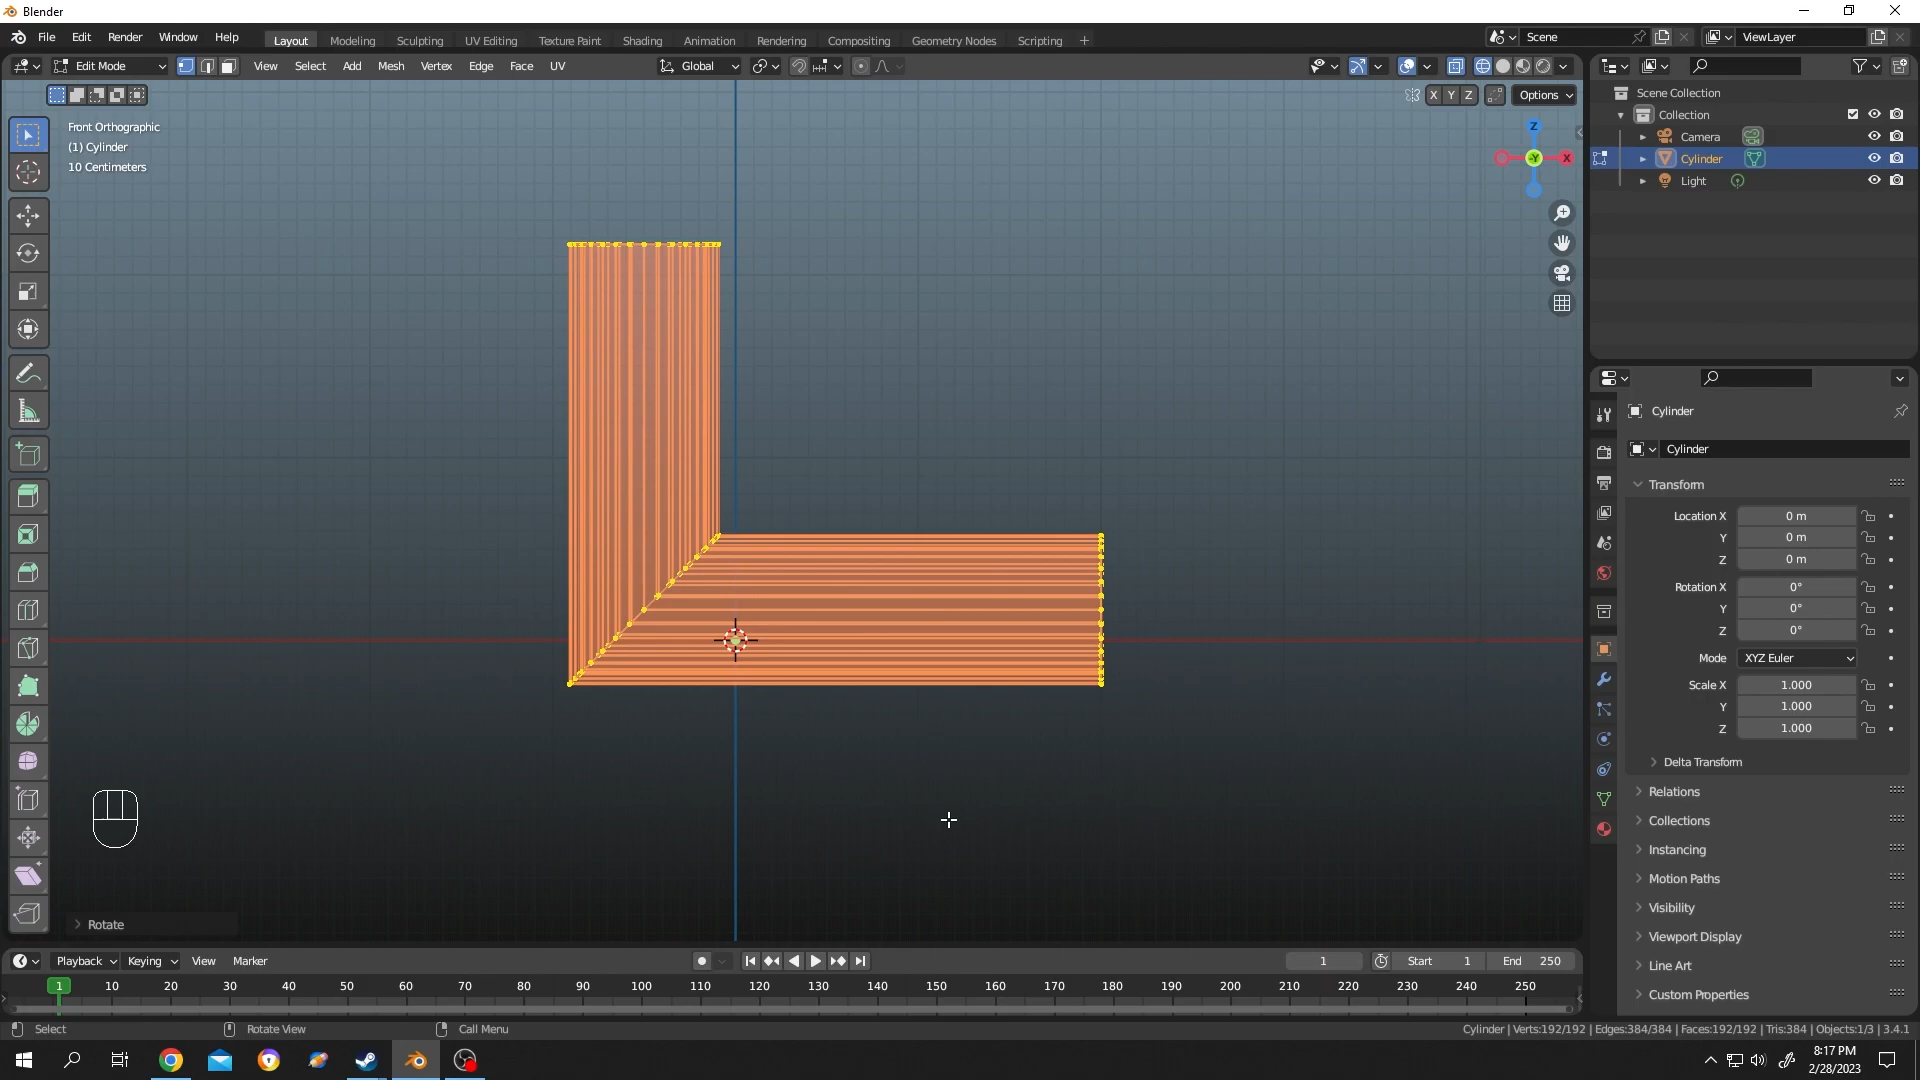 Blender
File Edit Render Window Help Layout Modeling Sculpting UV Editing Texture Paint Shading Animation Rendering Compositing Geometry Nodes Scripting + Scene ViewLayer
Edit Mode View Select Add Mesh Vertex Edge Face UV Global
X Y Z Options
Front Orthographic
(1) Cylinder
10 Centimeters
Z
-Y X
Rotate
Scene Collection
Collection
Camera
Cylinder
Light
Cylinder
Cylinder
Transform
Location X 0 m
Y 0 m
Z 0 m
Rotation X 0°
Y 0°
Z 0°
Mode XYZ Euler
Scale X 1.000
Y 1.000
Z 1.000
Delta Transform
Relations
Collections
Instancing
Motion Paths
Visibility
Viewport Display
Line Art
Custom Properties
Playback Keying View Marker 1 Start 1 End 250
1 10 20 30 40 50 60 70 80 90 100 110 120 130 140 150 160 170 180 190 200 210 220 230 240 250
Select Rotate View Call Menu Cylinder | Verts:192/192 | Edges:384/384 | Faces:192/192 | Tris:384 | Objects:1/3 | 3.4.1
8:17 PM
2/28/2023